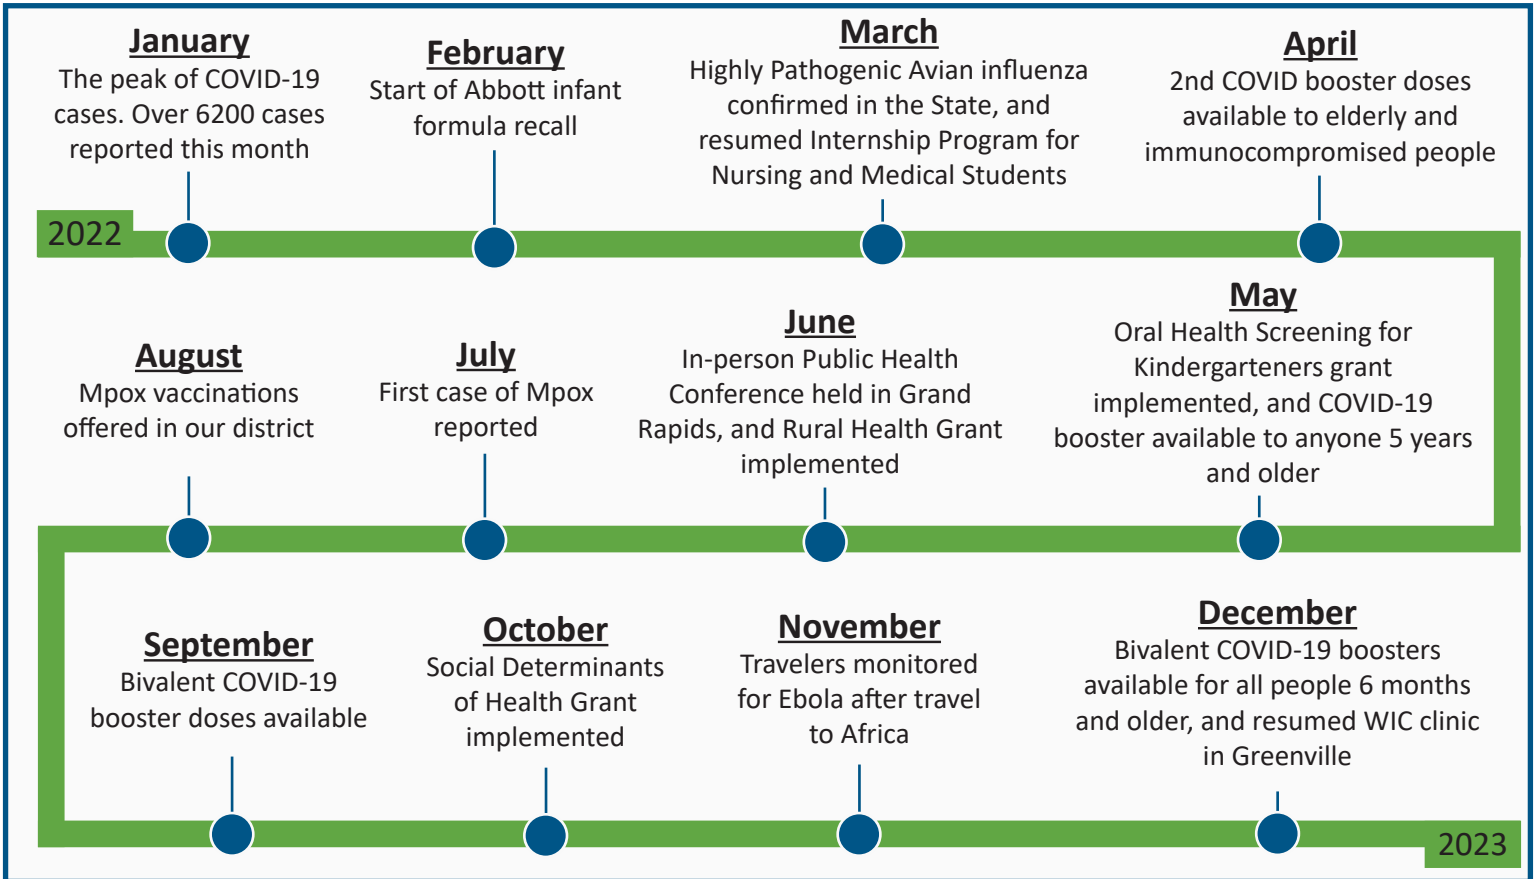 2022
January
The peak of COVID-19
cases. Over 6200 cases
reported this month
February
Start of Abbott infant
formula recall
March
Highly Pathogenic Avian influenza
confirmed in the State, and
resumed Internship Program for
Nursing and Medical Students
April
2nd COVID booster doses
available to elderly and
immunocompromised people
May
Oral Health Screening for
Kindergarteners grant
implemented, and COVID-19
booster available to anyone 5 years
and older
June
In-person Public Health
Conference held in Grand
Rapids, and Rural Health Grant
implemented
July
First case of Mpox
reported
August
Mpox vaccinations
offered in our district
September
Bivalent COVID-19
booster doses available
October
Social Determinants
of Health Grant
implemented
November
Travelers monitored
for Ebola after travel
to Africa
December
Bivalent COVID-19 boosters
available for all people 6 months
and older, and resumed WIC clinic
in Greenville
2023